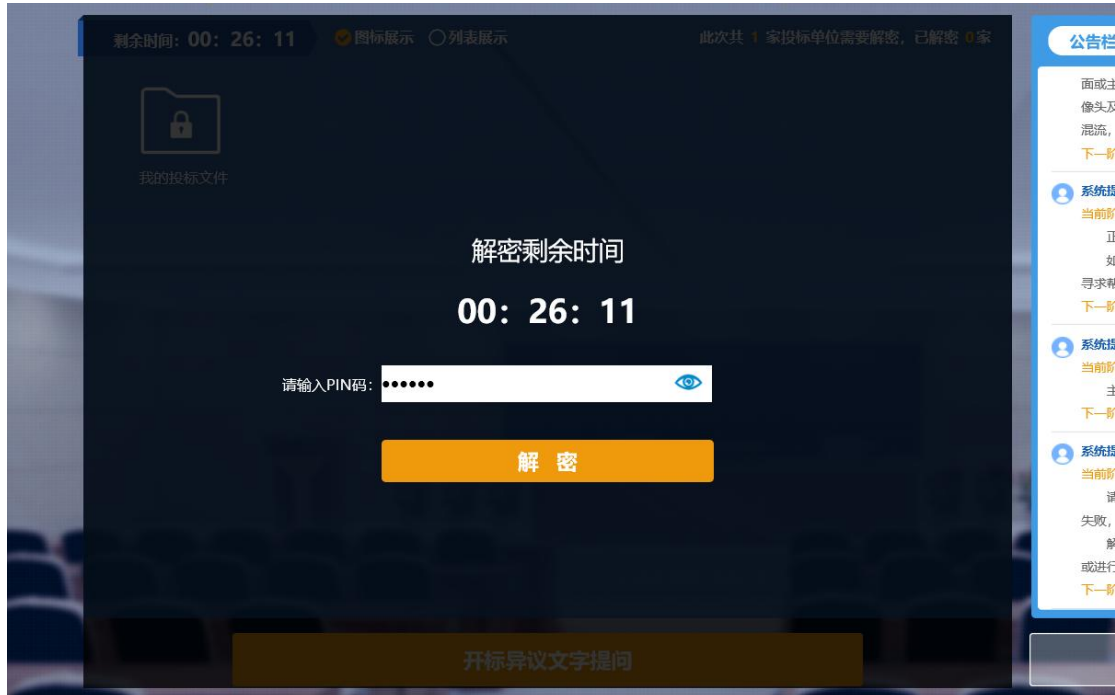 剩余时间：00：26：11 图标展示 列表展示 此次共 1 家投标单位需要解密，已解密 0家
我的投标文件
解密剩余时间
00：26：11
请输入PIN码：••••••
解 密
开标异议文字提问
公告栏
面或主
像头及
混流，
下一阶
系统提
当前阶
正
如
寻求帮
下一阶
系统提
当前阶
主
下一阶
系统提
当前阶
请
失败，
解
或进行
下一阶